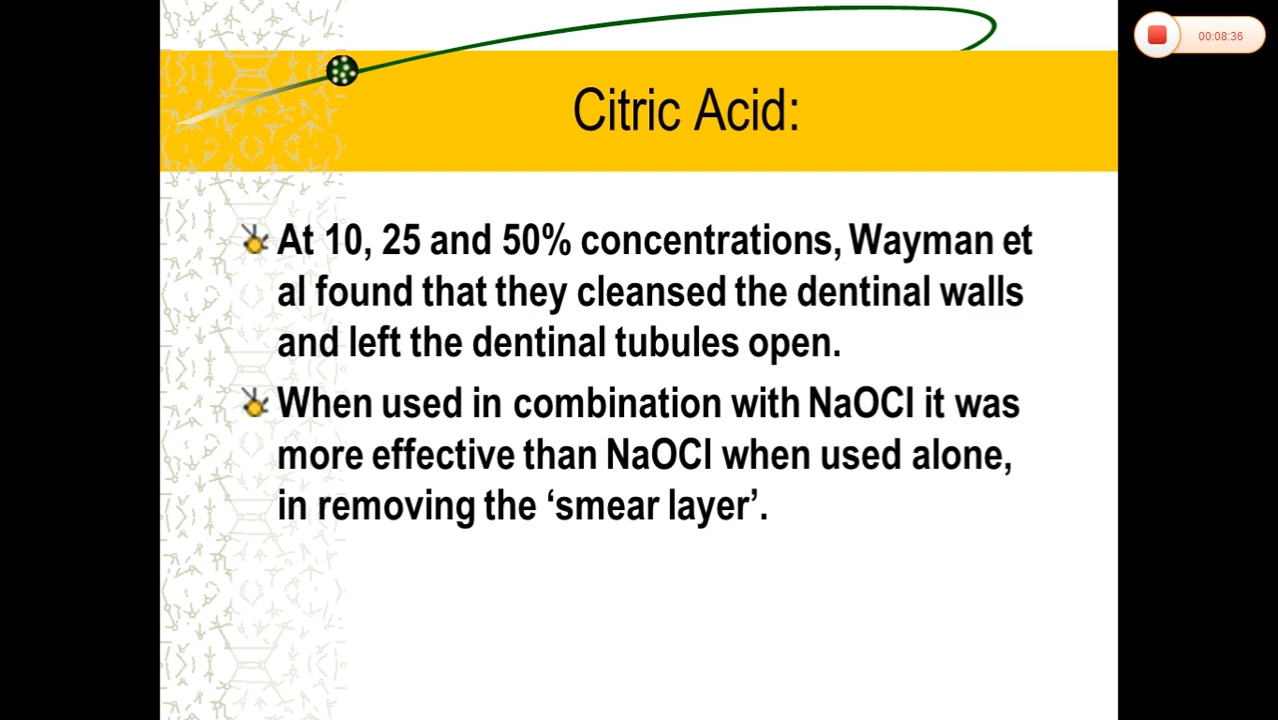 00:08:36
Citric Acid:
At 10, 25 and 50% concentrations, Wayman et
al found that they cleansed the dentinal walls
and left the dentinal tubules open.
When used in combination with NaOCl it was
more effective than NaOCl when used alone,
in removing the ‘smear layer’.